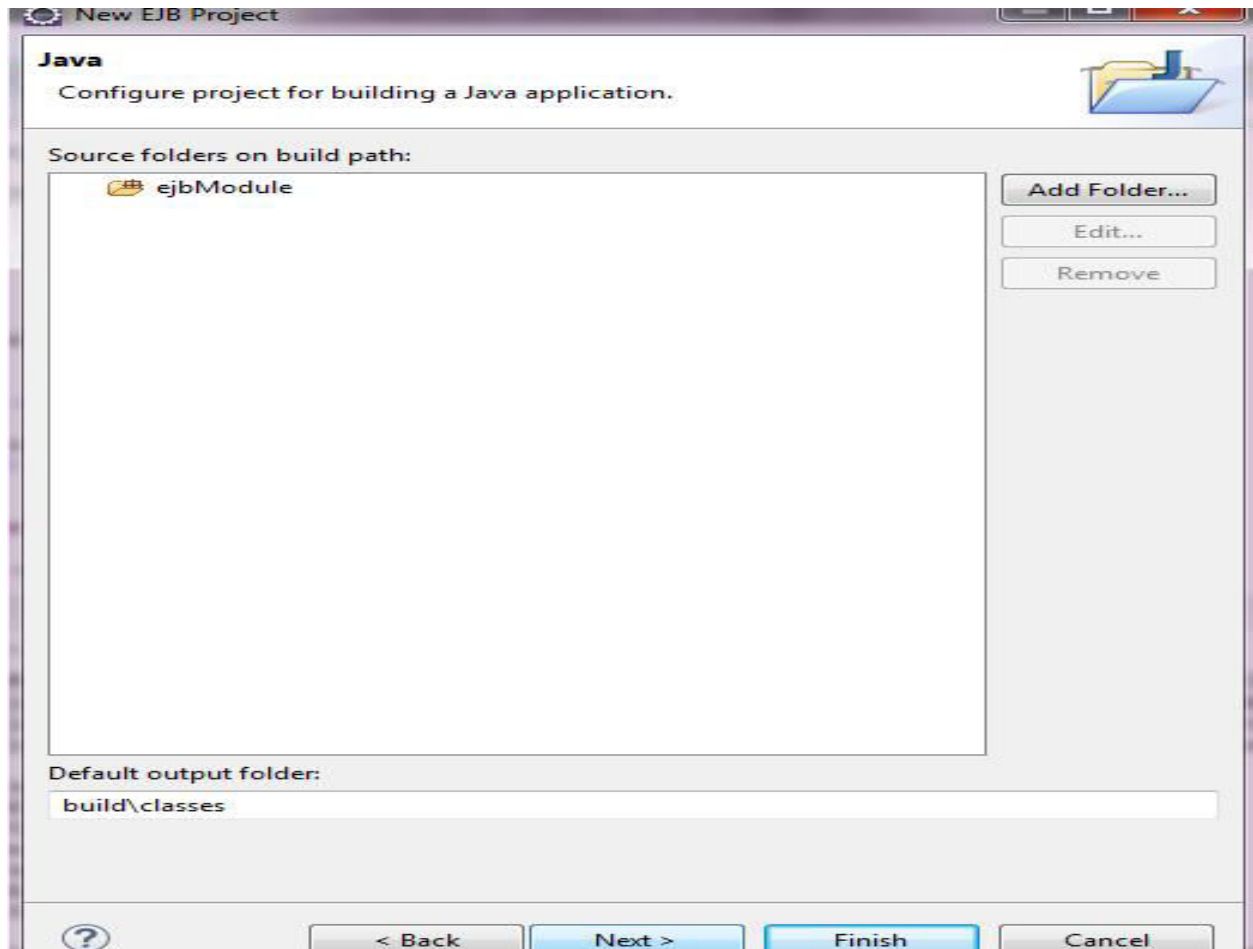 New EJB Project
Java
Configure project for building a Java application.
Source folders on build path:
ejbModule
Add Folder...
Edit...
Remove
Default output folder:
build\classes
? < Back Next > Finish Cancel